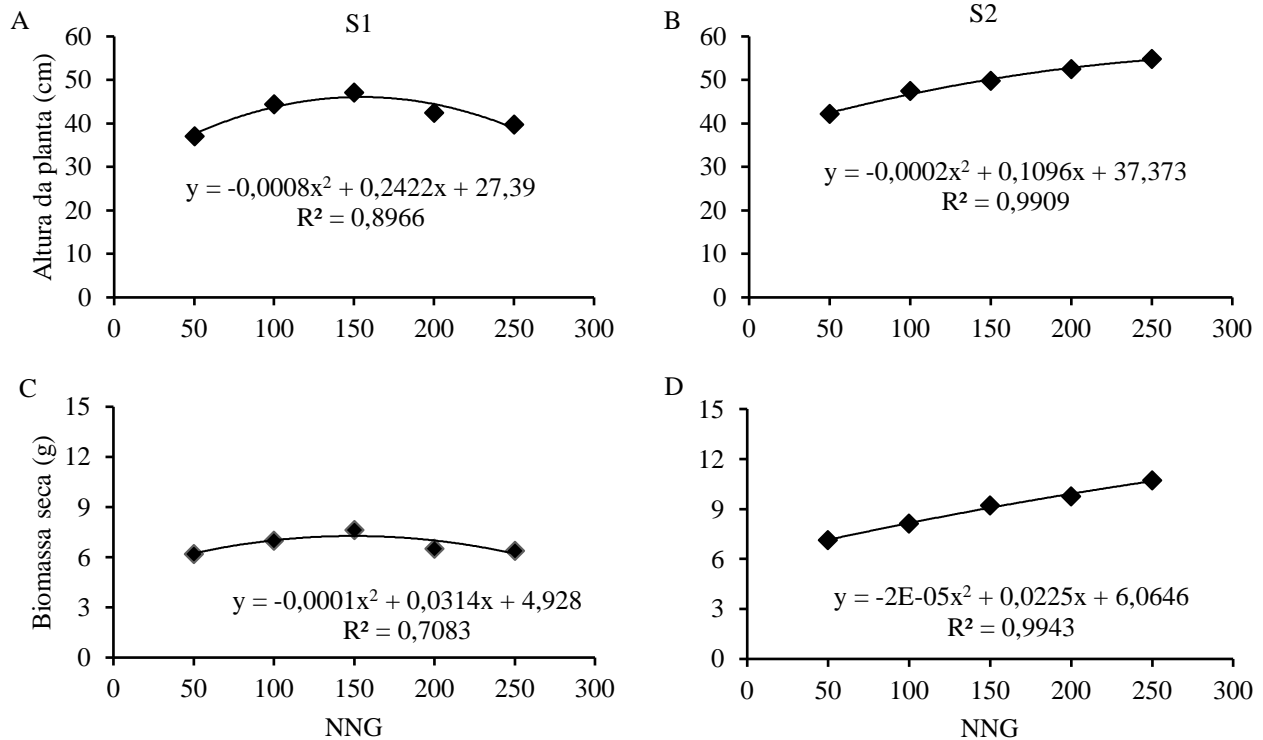 A
S1
60
50
40
30
20
10
0
Altura da planta (cm)
y = -0,0008x² + 0,2422x + 27,39
R² = 0,8966
0 50 100 150 200 250 300
B
S2
60
50
40
30
20
10
0
y = -0,0002x² + 0,1096x + 37,373
R² = 0,9909
0 50 100 150 200 250 300
C
15
12
9
6
3
0
Biomassa seca (g)
y = -0,0001x² + 0,0314x + 4,928
R² = 0,7083
0 50 100 150 200 250 300
NNG
D
15
12
9
6
3
0
y = -2E-05x² + 0,0225x + 6,0646
R² = 0,9943
0 50 100 150 200 250 300
NNG